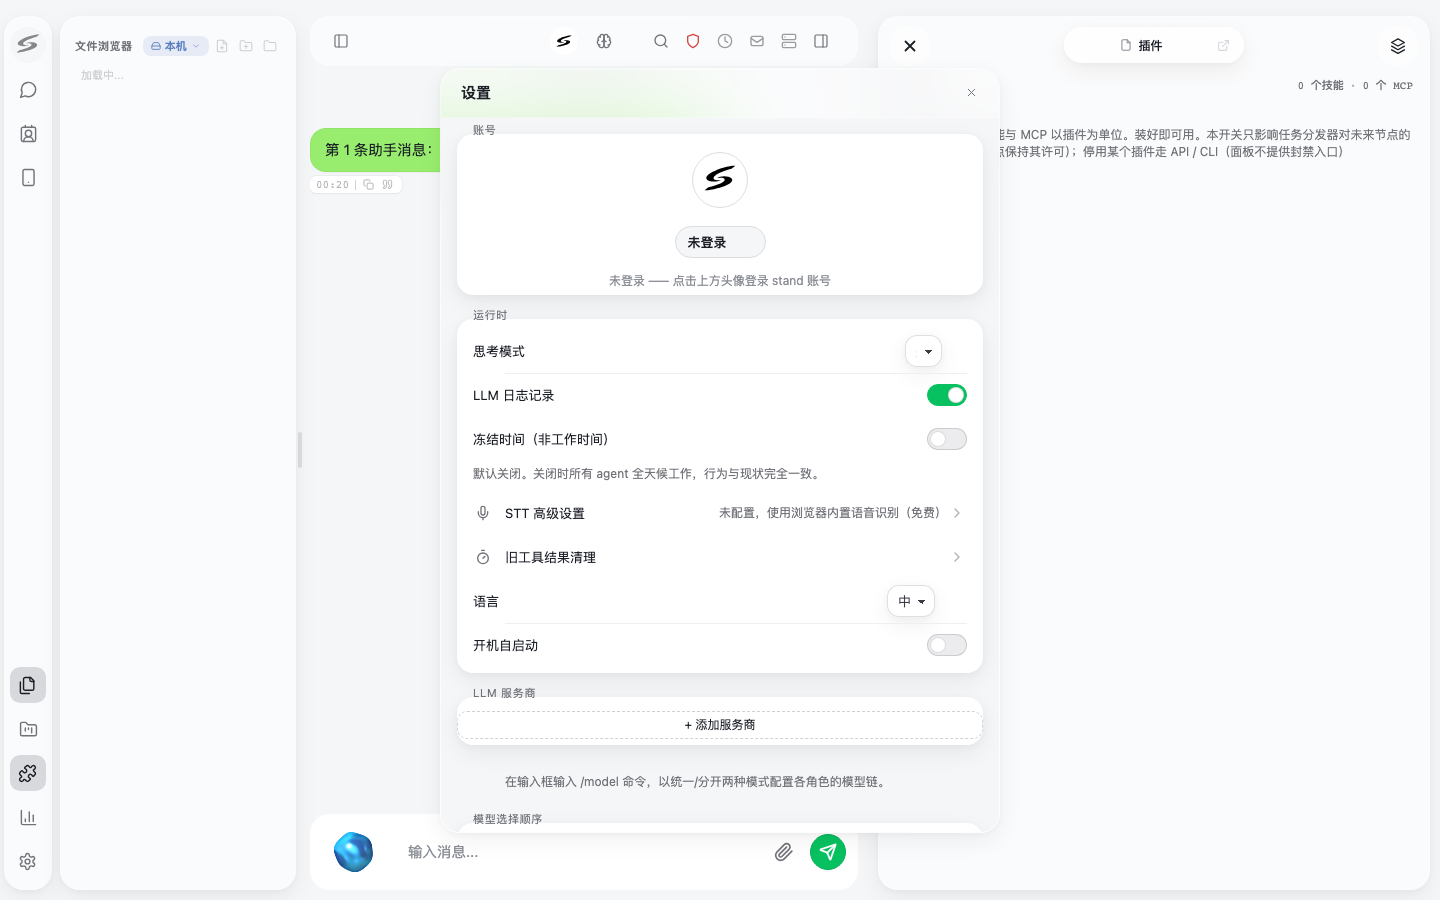 文件浏览器
本机
加载中...
第 1 条助手消息：
00:20
输入消息...
设置
账号
未登录
未登录 —— 点击上方头像登录 stand 账号
运行时
思考模式
LLM 日志记录
冻结时间（非工作时间）
默认关闭。关闭时所有 agent 全天候工作，行为与现状完全一致。
STT 高级设置
未配置，使用浏览器内置语音识别（免费）
旧工具结果清理
语言
中
开机自启动
LLM 服务商
+ 添加服务商
在输入框输入 /model 命令，以统一/分开两种模式配置各角色的模型链。
模型选择顺序
插件
0 个技能 · 0 个 MCP
与 MCP 以插件为单位。装好即可用。本开关只影响任务分发器对未来节点的
保持其许可）；停用某个插件走 API / CLI（面板不提供封禁入口）